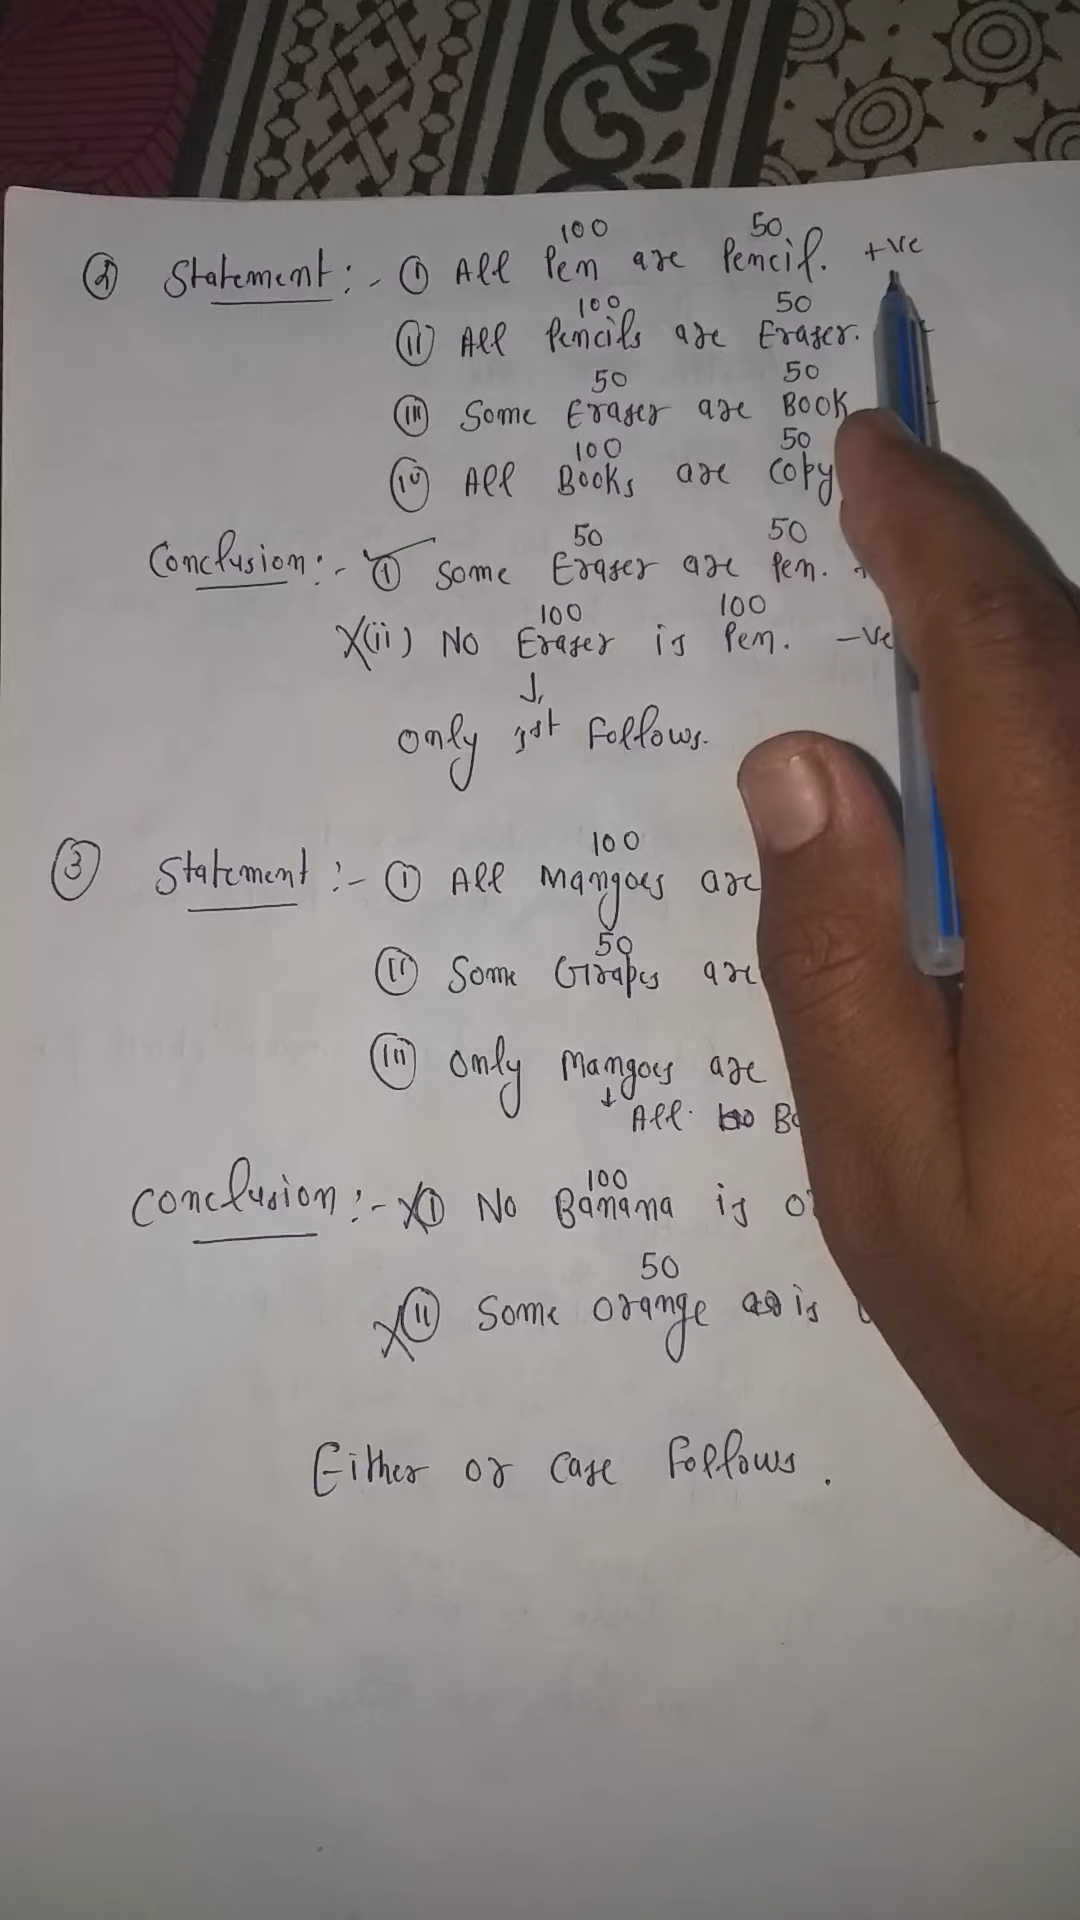 100 50
② Statement :- ① All Pen are Pencil. +ve
100 50
(ii) All Pencils are Eraser.
50 50
(iii) Some Eraser are Book
100 50
(iv) All Books are Copy
50 50
Conclusion :- ① Some Eraser are Pen.
100 100
X(ii) No Eraser is Pen. -ve
↓
Only 1st Follows.
100
③ Statement :- ① All Mangoes are
50
(ii) Some Grapes are
(iii) Only Mangoes are
↓ All
100
Conclusion :- X① No Banana is
50
X(ii) Some Orange is
Either or case Follows.